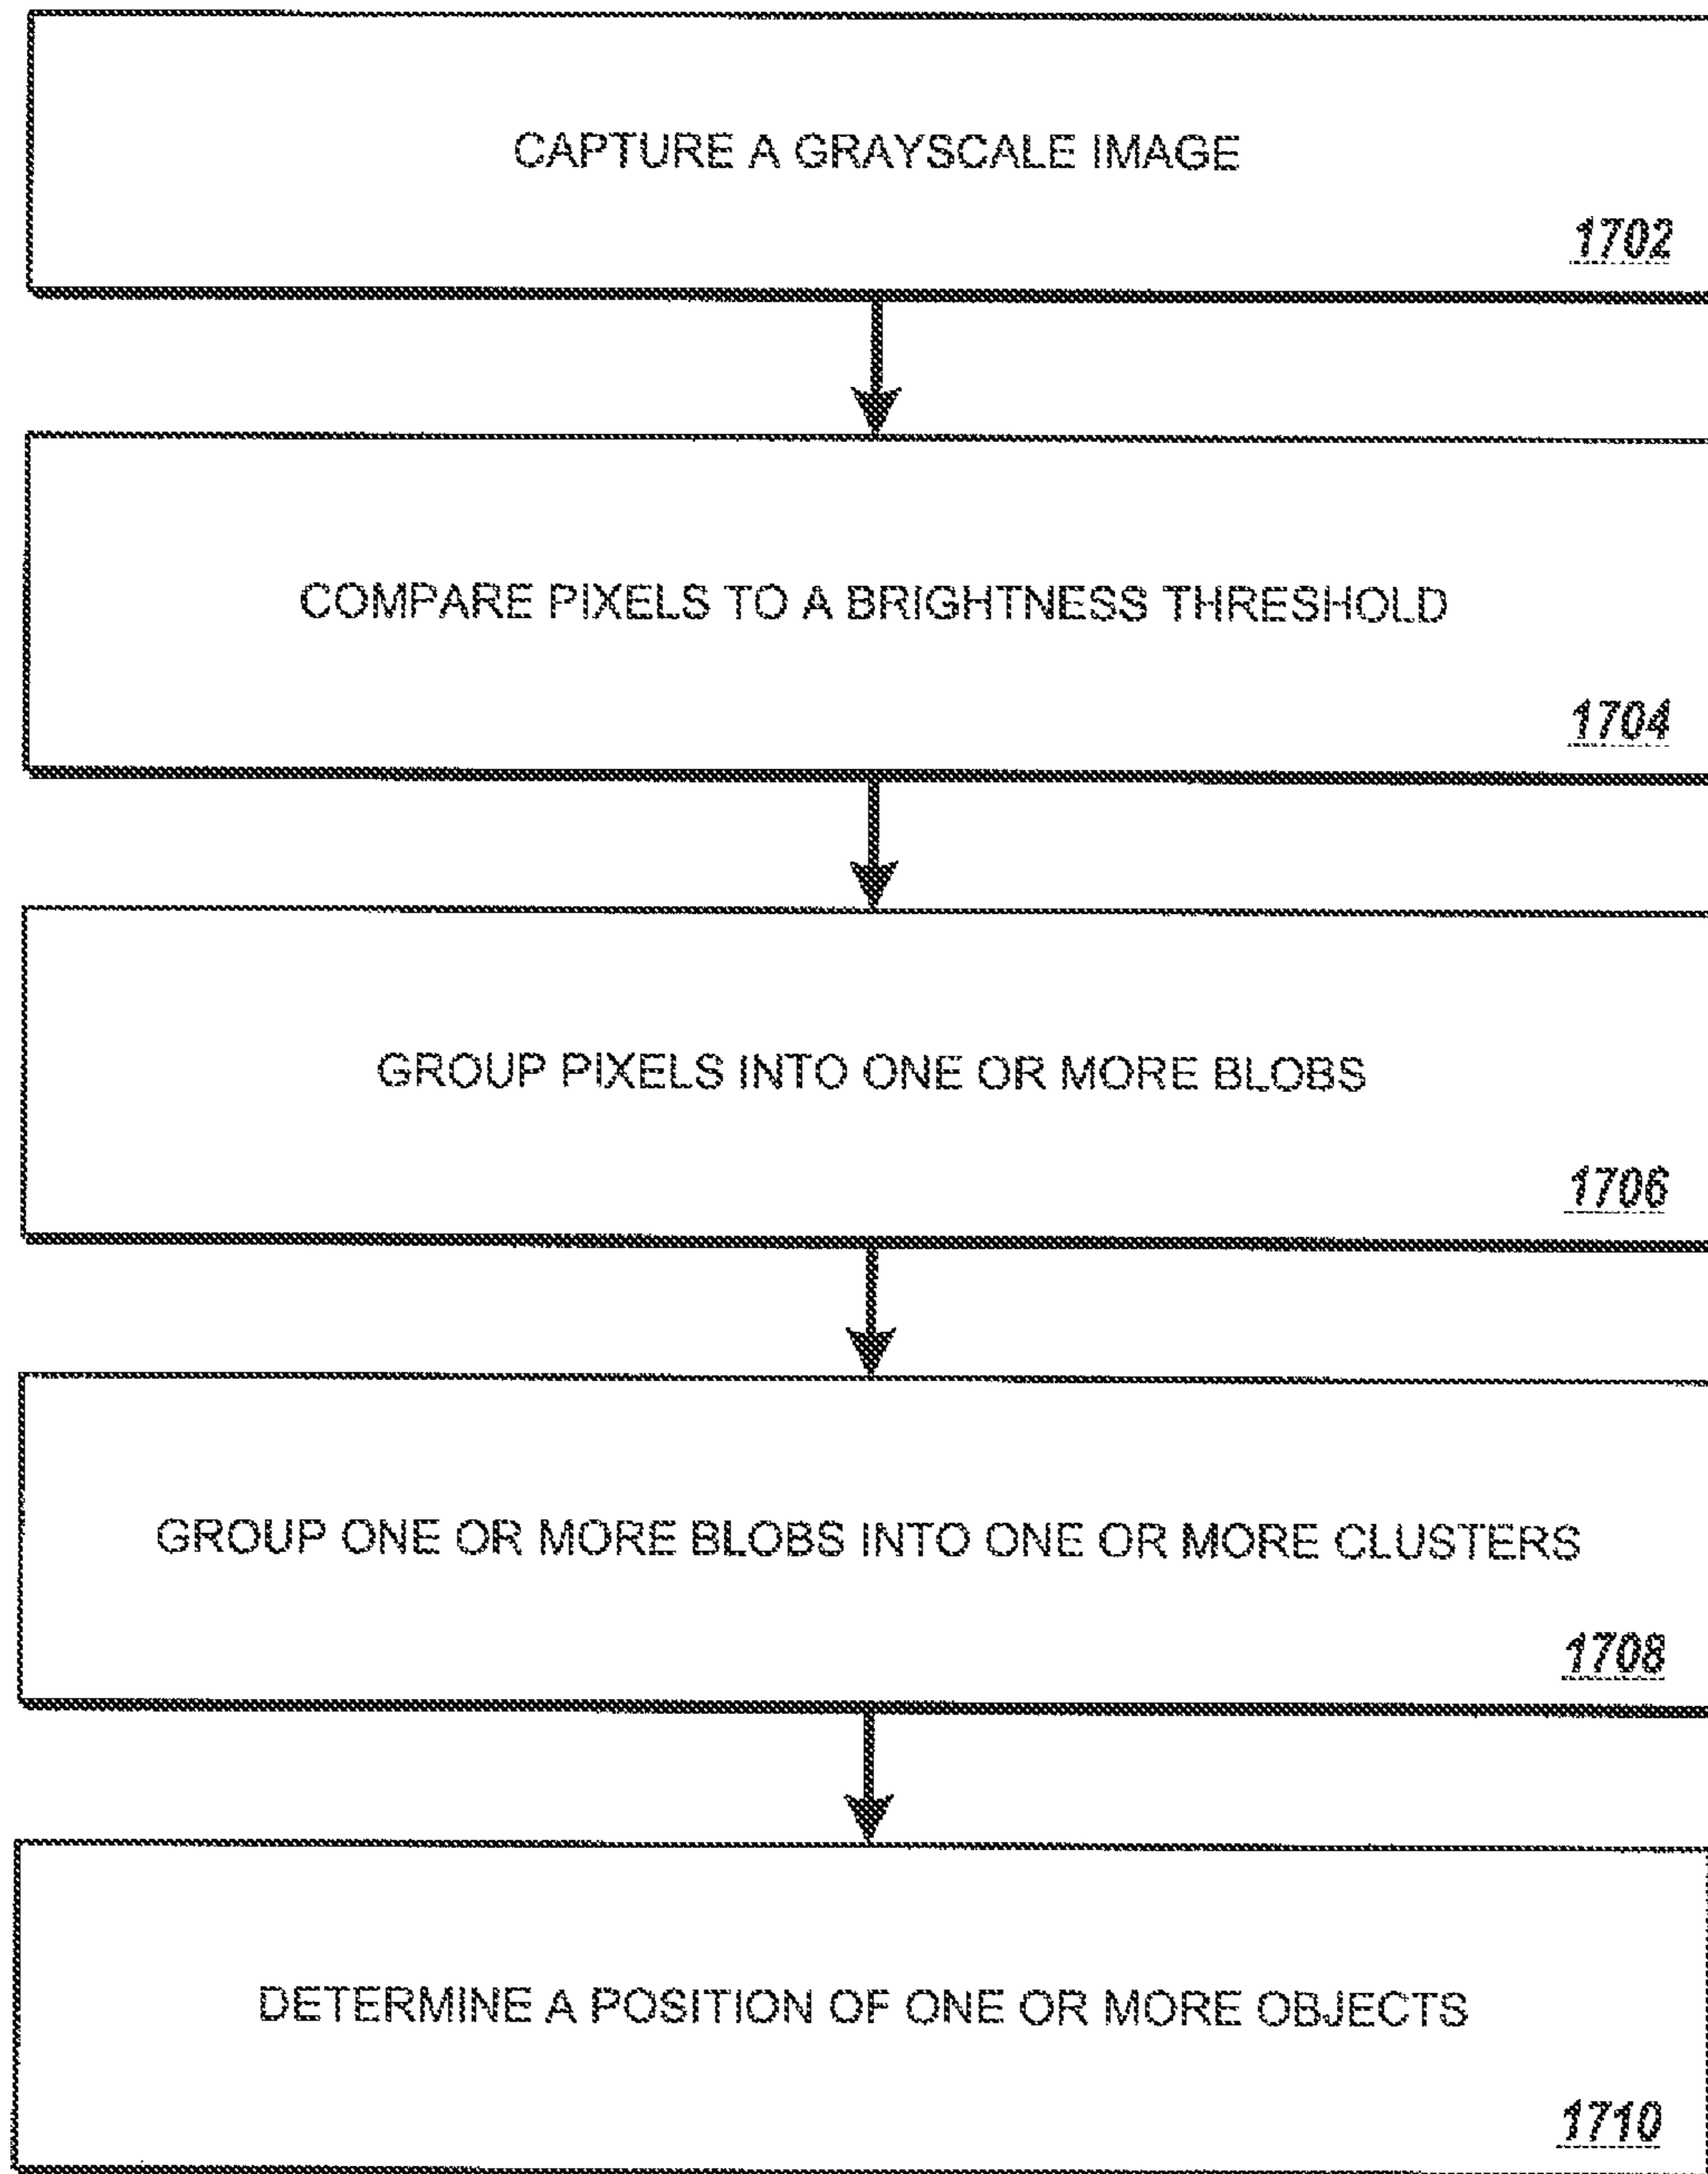 CAPTURE A GRAYSCALE IMAGE
1702
COMPARE PIXELS TO A BRIGHTNESS THRESHOLD
1704
GROUP PIXELS INTO ONE OR MORE BLOBS
1706
GROUP ONE OR MORE BLOBS INTO ONE OR MORE CLUSTERS
1708
DETERMINE A POSITION OF ONE OR MORE OBJECTS
1710